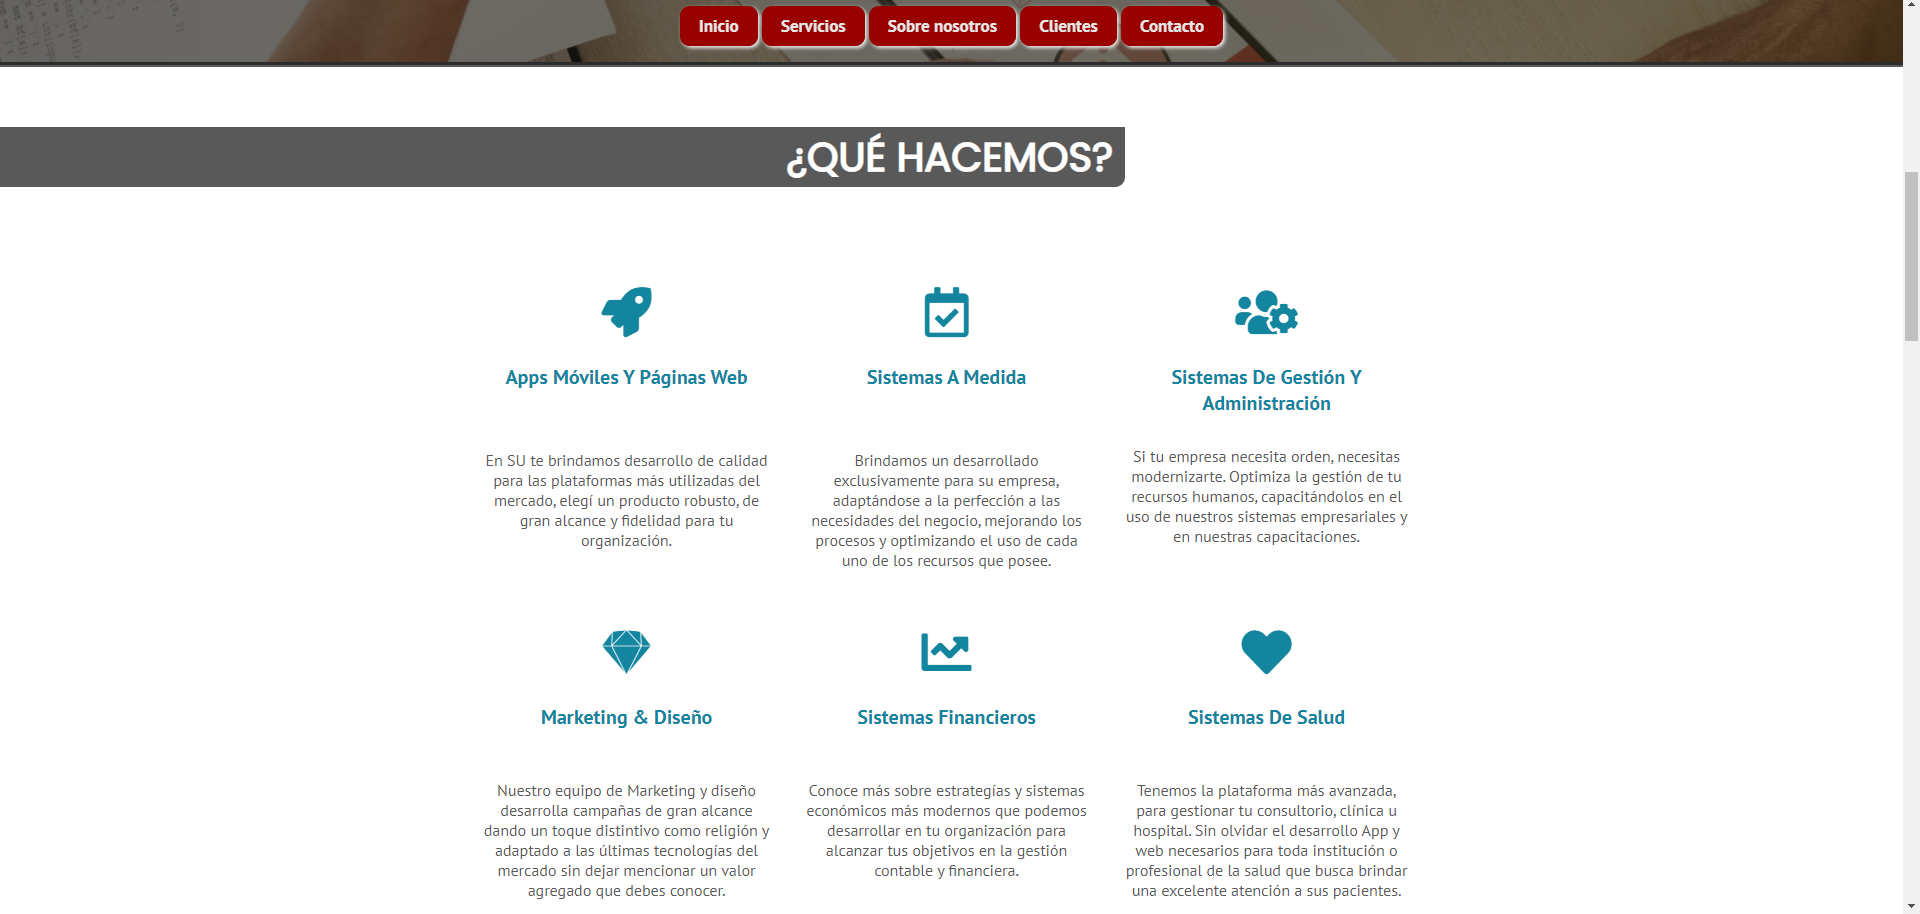 Inicio
Servicios
Sobre nosotros
Clientes
Contacto
¿QUÉ HACEMOS?
Apps Móviles Y Páginas Web
En SU te brindamos desarrollo de calidad
para las plataformas más utilizadas del
mercado, elegí un producto robusto, de
gran alcance y fidelidad para tu
organización.
Sistemas A Medida
Brindamos un desarrollado
exclusivamente para su empresa,
adaptándose a la perfección a las
necesidades del negocio, mejorando los
procesos y optimizando el uso de cada
uno de los recursos que posee.
Sistemas De Gestión Y
Administración
Si tu empresa necesita orden, necesitas
modernizarte. Optimiza la gestión de tu
recursos humanos, capacitándolos en el
uso de nuestros sistemas empresariales y
en nuestras capacitaciones.
Marketing & Diseño
Nuestro equipo de Marketing y diseño
desarrolla campañas de gran alcance
dando un toque distintivo como religión y
adaptado a las últimas tecnologías del
mercado sin dejar mencionar un valor
agregado que debes conocer.
Sistemas Financieros
Conoce más sobre estrategías y sistemas
económicos más modernos que podemos
desarrollar en tu organización para
alcanzar tus objetivos en la gestión
contable y financiera.
Sistemas De Salud
Tenemos la plataforma más avanzada,
para gestionar tu consultorio, clínica u
hospital. Sin olvidar el desarrollo App y
web necesarios para toda institución o
profesional de la salud que busca brindar
una excelente atención a sus pacientes.